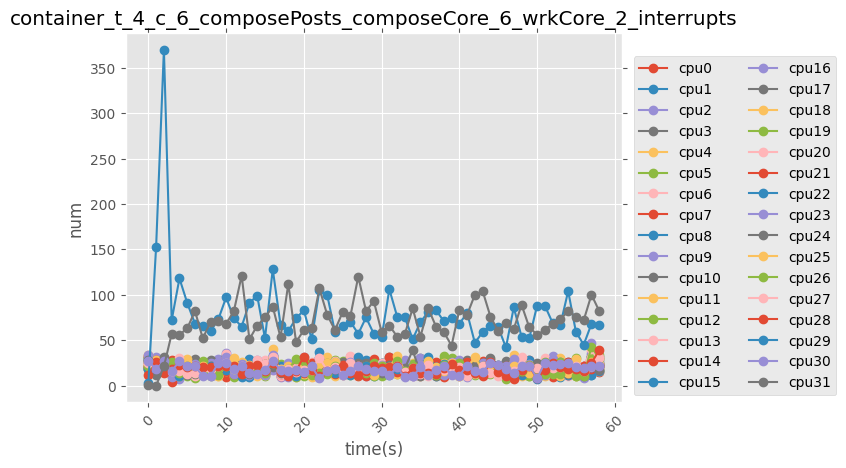 container_t_4_c_6_composePosts_composeCore_6_wrkCore_2_interrupts
350
300
250
200
150
100
50
0
num
0 10 20 30 40 50 60
time(s)
cpu0 cpu16
cpu1 cpu17
cpu2 cpu18
cpu3 cpu19
cpu4 cpu20
cpu5 cpu21
cpu6 cpu22
cpu7 cpu23
cpu8 cpu24
cpu9 cpu25
cpu10 cpu26
cpu11 cpu27
cpu12 cpu28
cpu13 cpu29
cpu14 cpu30
cpu15 cpu31